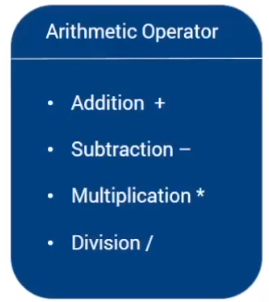 Arithmetic Operator
• Addition +
• Subtraction –
• Multiplication *
• Division /